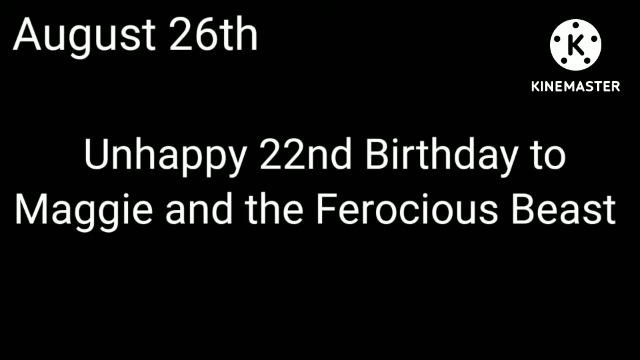 August 26th
KINEMASTER
Unhappy 22nd Birthday to
Maggie and the Ferocious Beast